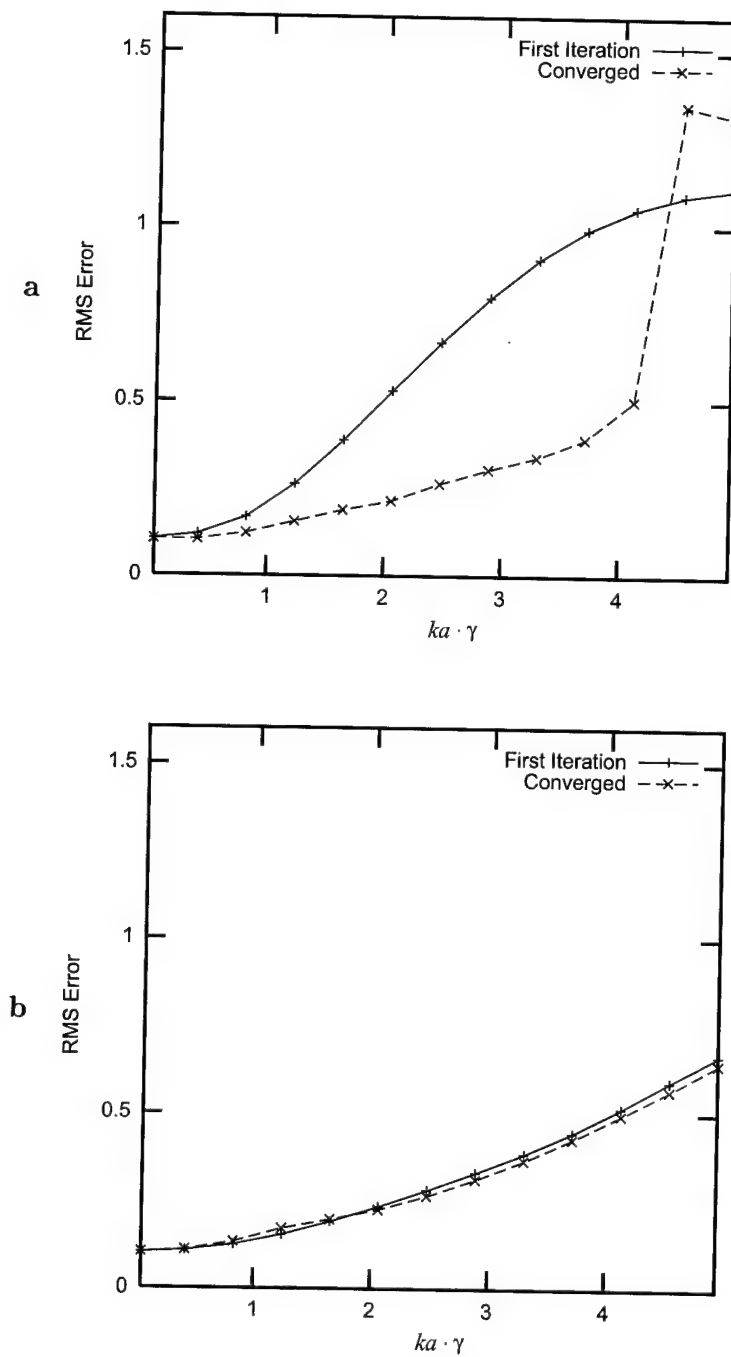 1.5
First Iteration
Converged
1
a
RMS Error
0.5
0
1 2 3 4
ka · γ
1.5
First Iteration
Converged
1
b
RMS Error
0.5
0
1 2 3 4
ka · γ